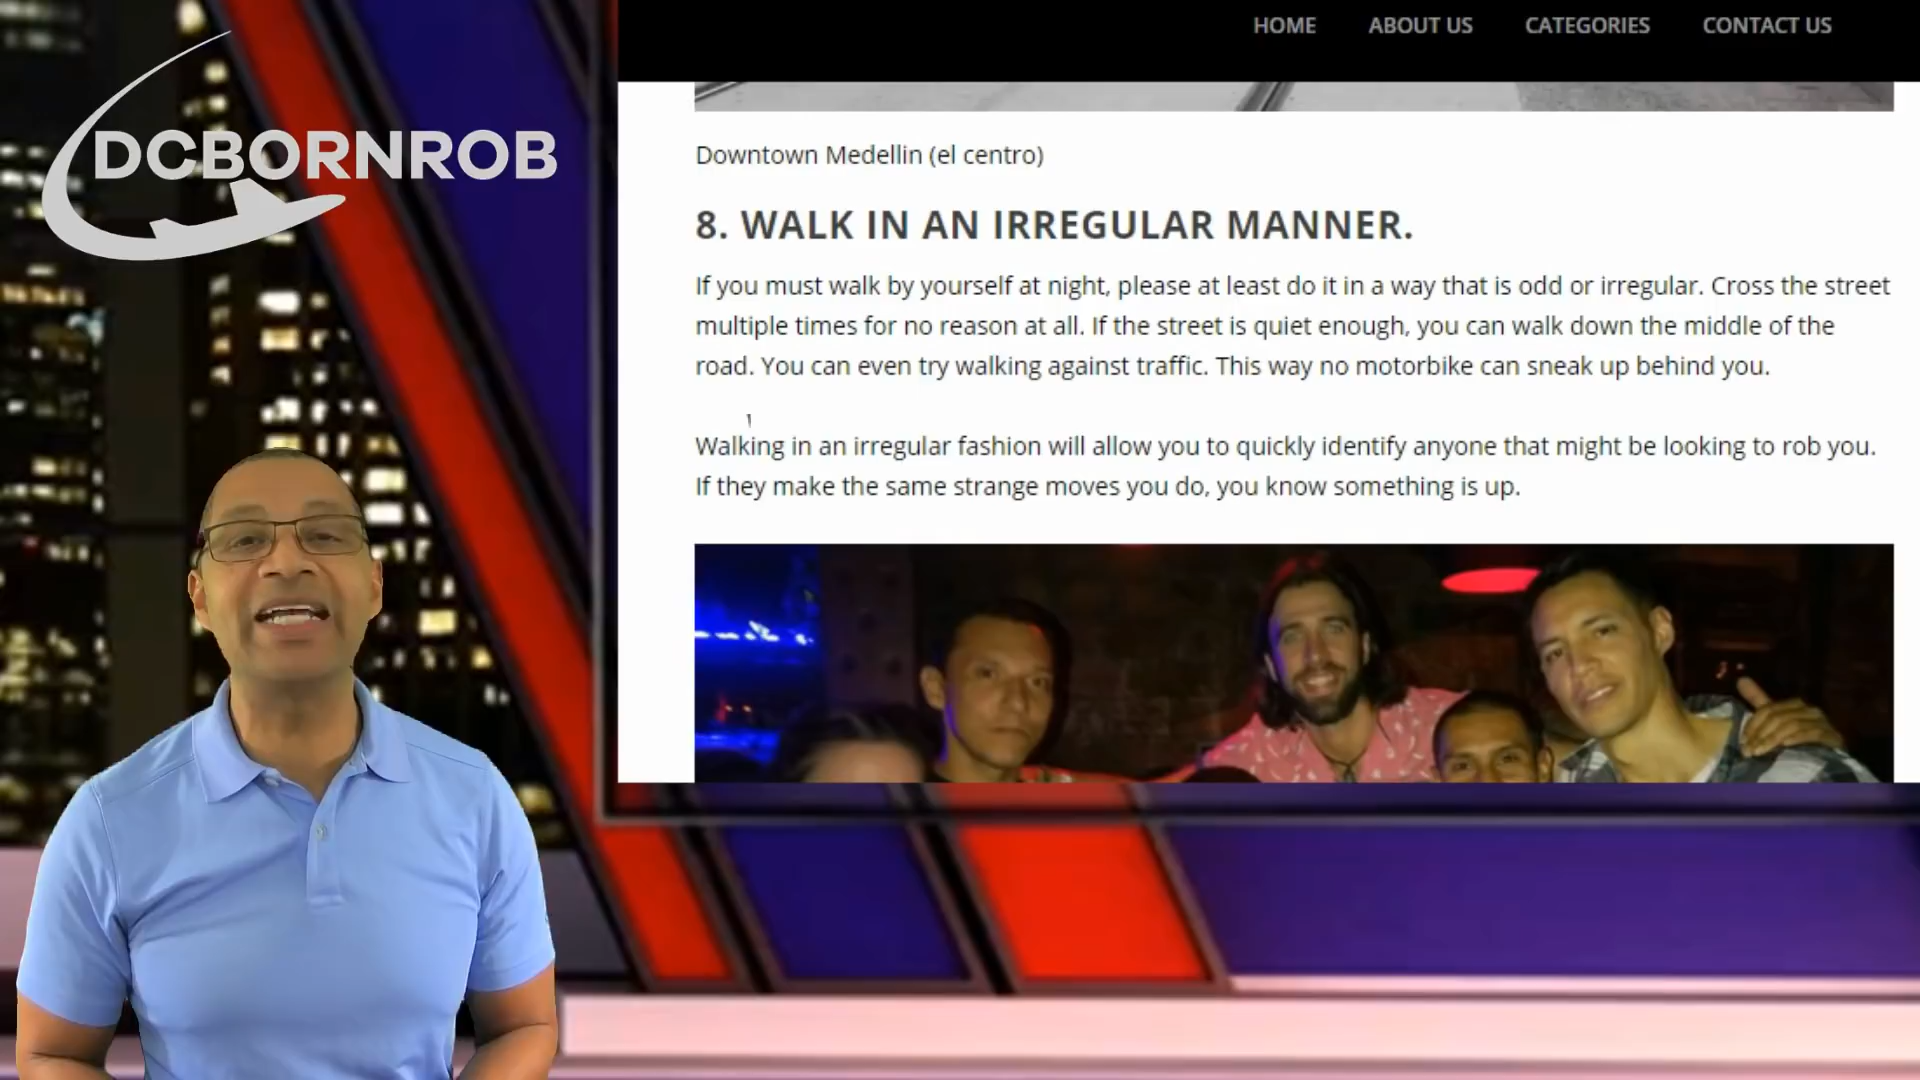 DCBORNROB
HOME ABOUT US CATEGORIES CONTACT US
Downtown Medellin (el centro)
8. WALK IN AN IRREGULAR MANNER.
If you must walk by yourself at night, please at least do it in a way that is odd or irregular. Cross the street
multiple times for no reason at all. If the street is quiet enough, you can walk down the middle of the
road. You can even try walking against traffic. This way no motorbike can sneak up behind you.
Walking in an irregular fashion will allow you to quickly identify anyone that might be looking to rob you.
If they make the same strange moves you do, you know something is up.